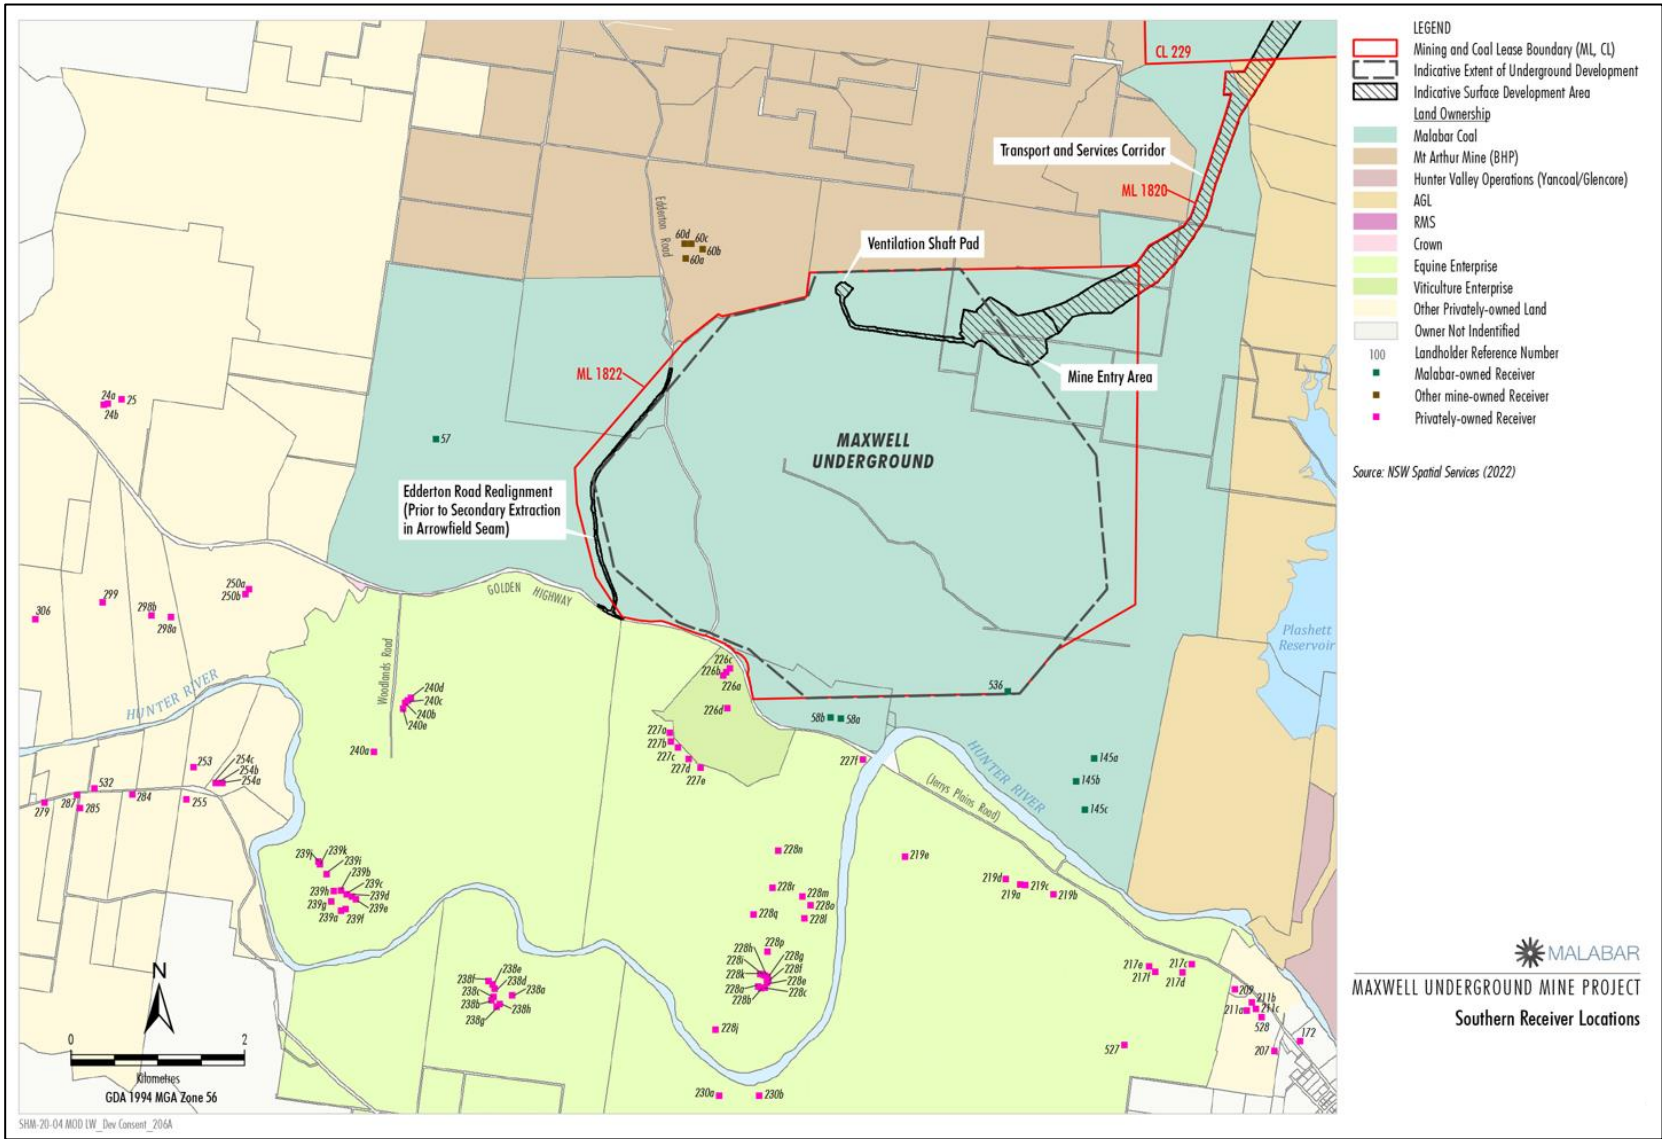 CL 229
Transport and Services Corridor
ML 1820
Edderton Road
60d
60c
60b
60a
Ventilation Shaft Pad
ML 1822
Mine Entry Area
24a
25
24b
57
MAXWELL
UNDERGROUND
Edderton Road Realignment
(Prior to Secondary Extraction
in Arrowfield Seam)
GOLDEN HIGHWAY
250a
250b
299
298b
298a
306
Plashett
Reservoir
HUNTER RIVER
Woodlands Road
226c
226b
226a
226d
536
58b
58a
240d
240c
240b
240e
240a
227a
227b
227c
227d
227e
227f
HUNTER RIVER
(Jerrys Plains Road)
145a
145b
145c
253
254c
254b
254a
532
287
279
285
284
255
239j
239k
239i
239b
239c
239h
239d
239g
239e
239a
239f
228n
228r
228m
228o
228q
228l
219e
219d
219a
219c
219b
228p
228h
228g
228i
228f
228k
228e
228a
228c
228b
228j
238e
238f
238d
238c
238a
238b
238h
238g
217e
217c
217f
217d
209
211b
211a
211c
528
172
207
527
230a
230b
N
0
2
Kilometres
GDA 1994 MGA Zone 56
SHM-20-04 MOD LW_Dev Consent_206A
LEGEND
Mining and Coal Lease Boundary (ML, CL)
Indicative Extent of Underground Development
Indicative Surface Development Area
Land Ownership
Malabar Coal
Mt Arthur Mine (BHP)
Hunter Valley Operations (Yancoal/Glencore)
AGL
RMS
Crown
Equine Enterprise
Viticulture Enterprise
Other Privately-owned Land
Owner Not Indentified
100 Landholder Reference Number
Malabar-owned Receiver
Other mine-owned Receiver
Privately-owned Receiver
Source: NSW Spatial Services (2022)
MALABAR
MAXWELL UNDERGROUND MINE PROJECT
Southern Receiver Locations